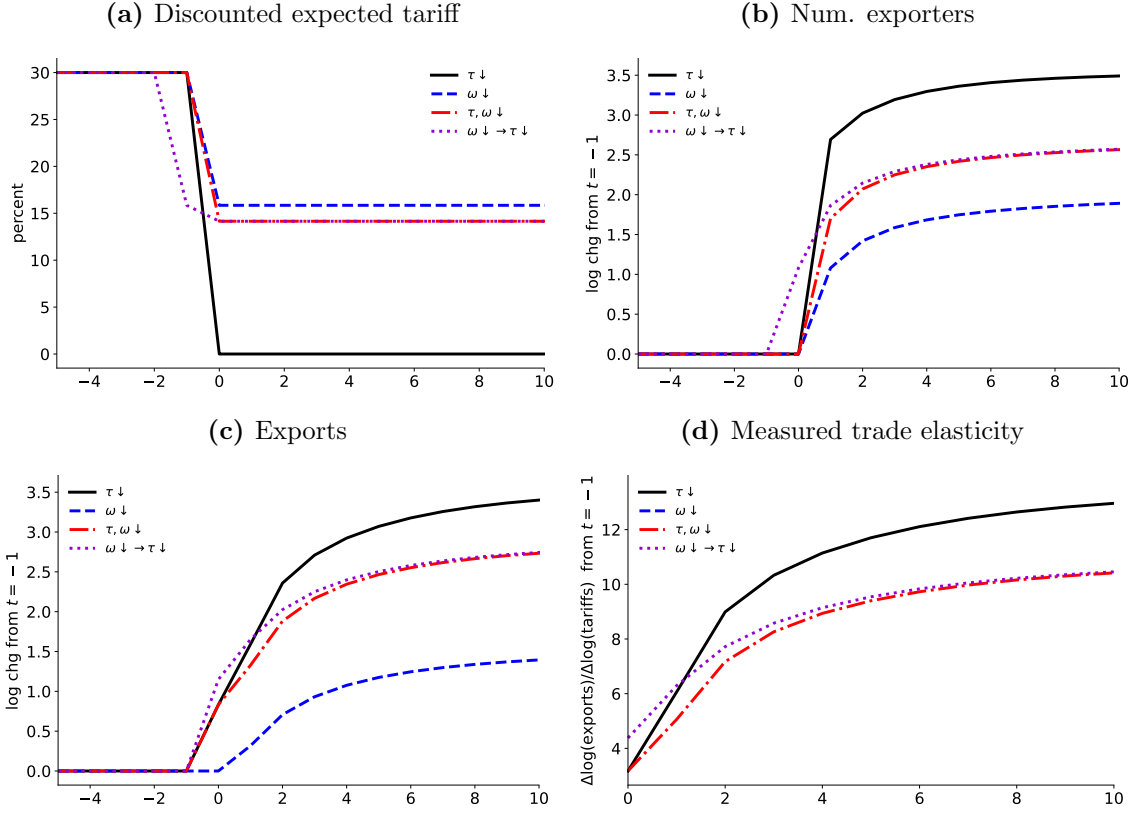 (a) Discounted expected tariff
percent
30
25
20
15
10
5
0
−4 −2 0 2 4 6 8 10
τ↓
ω↓
τ, ω↓
ω↓→τ↓
(b) Num. exporters
log chg from t = −1
3.5
3.0
2.5
2.0
1.5
1.0
0.5
0.0
−4 −2 0 2 4 6 8 10
τ↓
ω↓
τ, ω↓
ω↓→τ↓
(c) Exports
log chg from t = −1
3.5
3.0
2.5
2.0
1.5
1.0
0.5
0.0
−4 −2 0 2 4 6 8 10
τ↓
ω↓
τ, ω↓
ω↓→τ↓
(d) Measured trade elasticity
Δlog(exports)/Δlog(tariffs) from t = −1
12
10
8
6
4
0 2 4 6 8 10
τ↓
ω↓
τ, ω↓
ω↓→τ↓